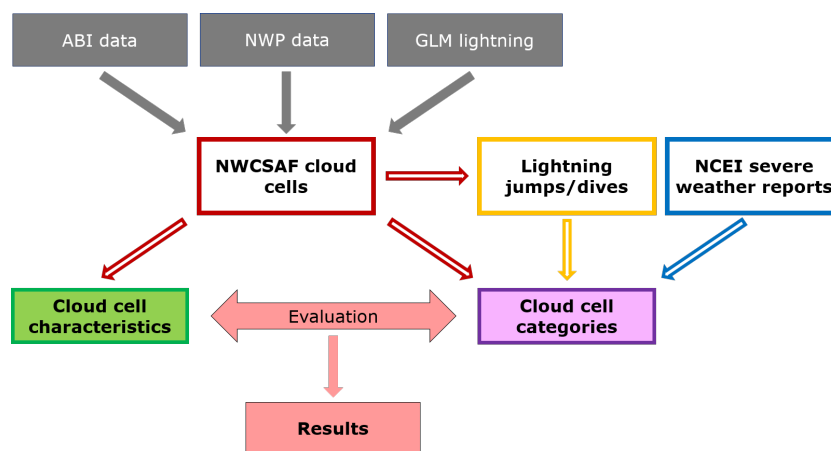 ABI data
NWP data
GLM lightning
NWCSAF cloud
cells
Lightning
jumps/dives
NCEI severe
weather reports
Cloud cell
characteristics
Evaluation
Cloud cell
categories
Results